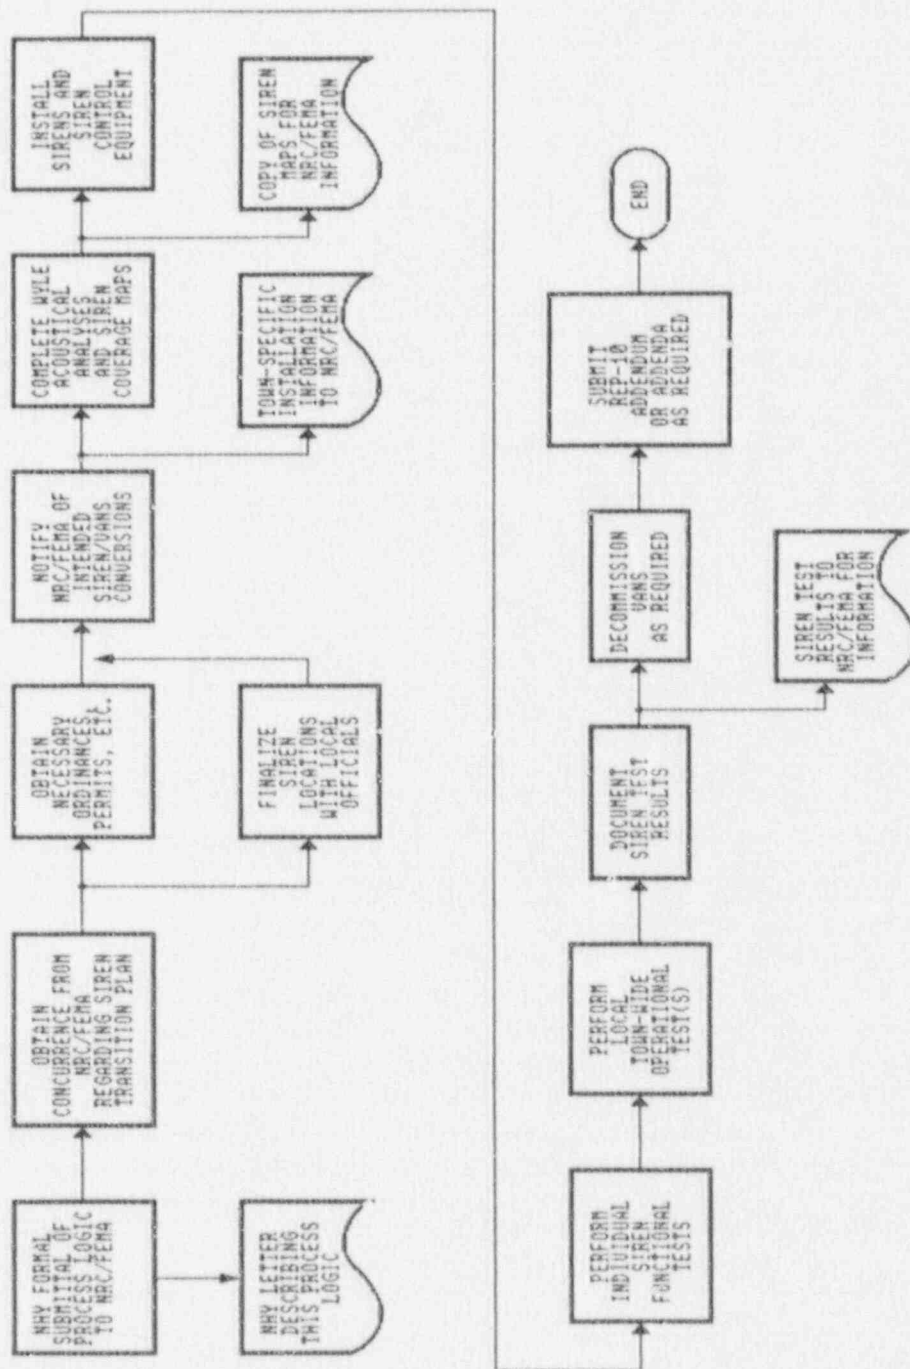 NHY FORMAL
SUBMITTAL OF
PROCESS LOGIC
TO NRC/FEMA
NHY LETTER
DESCRIBING
THIS PROCESS
LOGIC
OBTAIN
CONCURRENCE FROM
NRC/FEMA
REGARDING SIREN
TRANSITION PLAN
OBTAIN
NECESSARY
ORDINANCES,
PERMITS, ETC.
FINALIZE
SIREN
LOCATIONS
WITH LOCAL
OFFICIALS
NOTIFY
NRC/FEMA OF
INTENDED
SIREN/VANS
CONVERSIONS
TOWN-SPECIFIC
INSTALLATION
INFORMATION
TO NRC/FEMA
COMPLETE WYLE
ACOUSTICAL
ANALYSES
AND SIREN
COVERAGE MAPS
COPY OF SIREN
MAPS FOR
NRC/FEMA
INFORMATION
INSTALL
SIRENS AND
SIREN
CONTROL
EQUIPMENT
PERFORM
INDIVIDUAL
SIREN
FUNCTIONAL
TESTS
PERFORM
LOCAL
TOWN-WIDE
OPERATIONAL
TEST(S)
DOCUMENT
SIREN TEST
RESULTS
SIREN TEST
RESULTS TO
NRC/FEMA FOR
INFORMATION
DECOMMISSION
VANS
AS REQUIRED
SUBMIT
REP-10
ADDENDUM
OR ADDENDA
AS REQUIRED
END